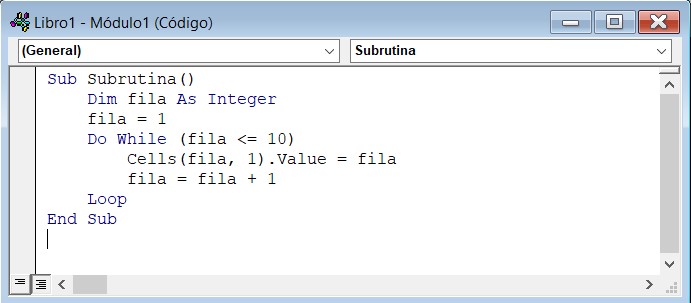 Libro1 - Módulo1 (Código)
(General) Subrutina
Sub Subrutina()
    Dim fila As Integer
    fila = 1
    Do While (fila <= 10)
        Cells(fila, 1).Value = fila
        fila = fila + 1
    Loop
End Sub